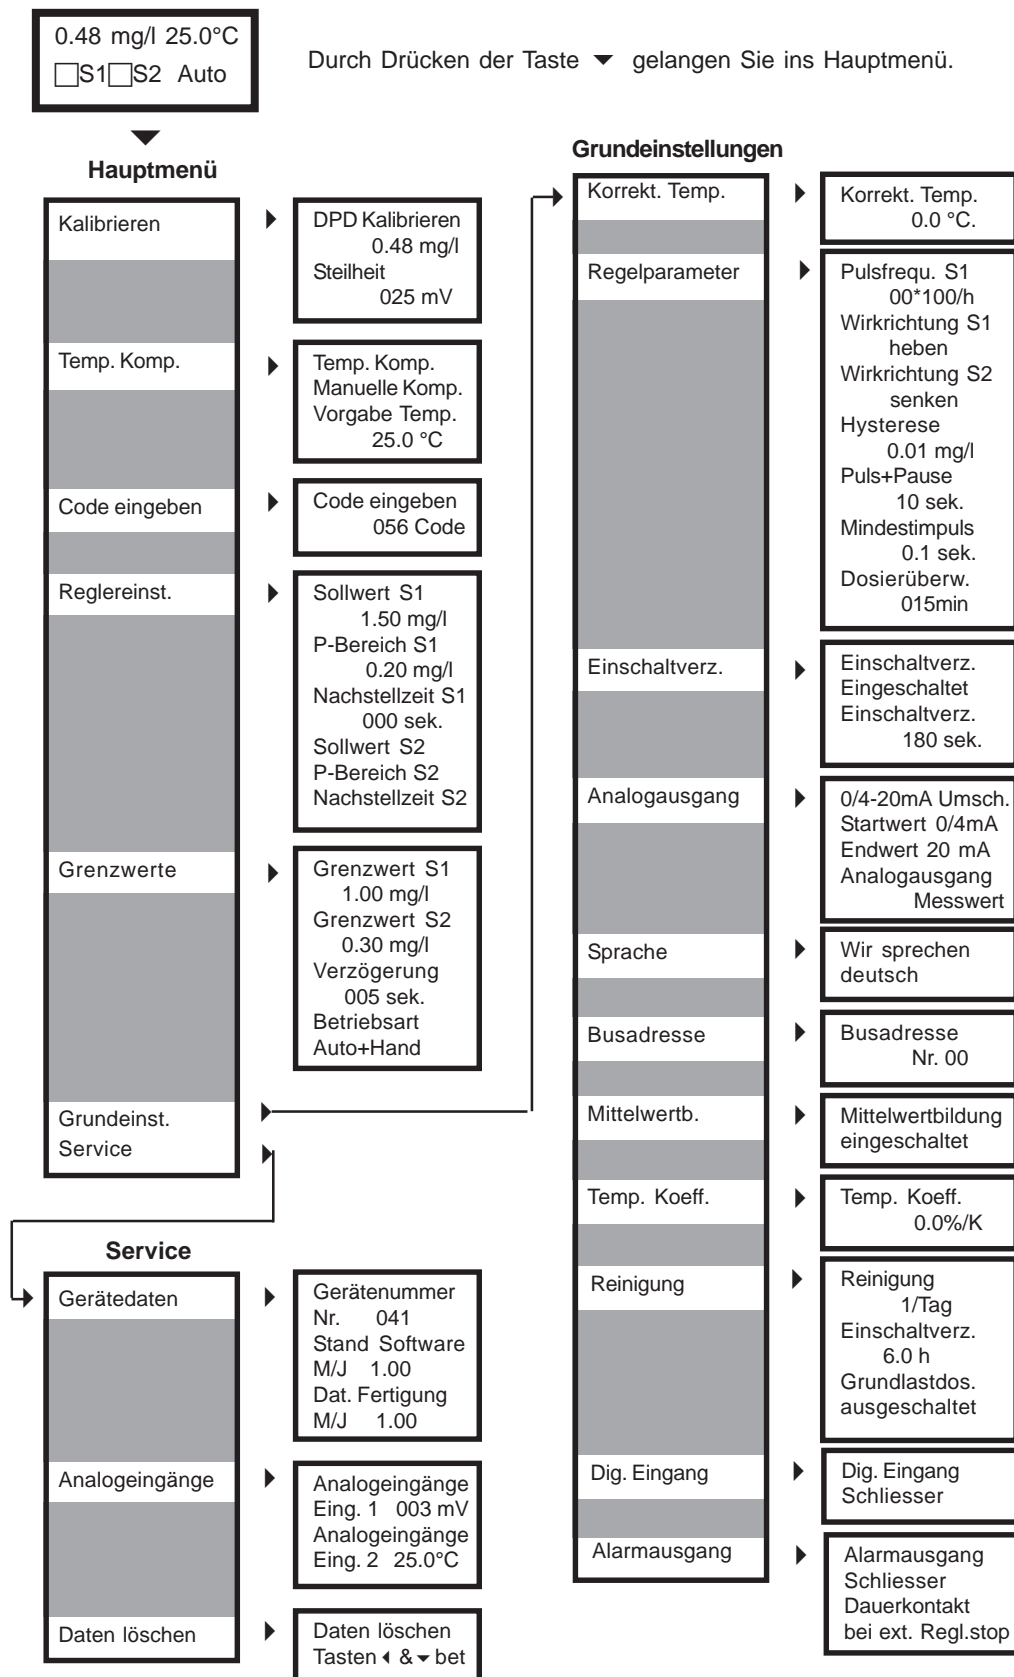 0.48 mg/l 25.0°C
□S1□S2 Auto
Durch Drücken der Taste ▼ gelangen Sie ins Hauptmenü.
Hauptmenü
Kalibrieren
DPD Kalibrieren
0.48 mg/l
Steilheit
025 mV
Temp. Komp.
Temp. Komp.
Manuelle Komp.
Vorgabe Temp.
25.0 °C
Code eingeben
Code eingeben
056 Code
Reglereinst.
Sollwert S1
1.50 mg/l
P-Bereich S1
0.20 mg/l
Nachstellzeit S1
000 sek.
Sollwert S2
P-Bereich S2
Nachstellzeit S2
Grenzwerte
Grenzwert S1
1.00 mg/l
Grenzwert S2
0.30 mg/l
Verzögerung
005 sek.
Betriebsart
Auto+Hand
Grundeinst.
Service
Grundeinstellungen
Korrekt. Temp.
Korrekt. Temp.
0.0 °C.
Regelparameter
Pulsfrequ. S1
00*100/h
Wirkrichtung S1
heben
Wirkrichtung S2
senken
Hysterese
0.01 mg/l
Puls+Pause
10 sek.
Mindestimpuls
0.1 sek.
Dosierüberw.
015min
Einschaltverz.
Einschaltverz.
Eingeschaltet
Einschaltverz.
180 sek.
Analogausgang
0/4-20mA Umsch.
Startwert 0/4mA
Endwert 20 mA
Analogausgang
Messwert
Sprache
Wir sprechen
deutsch
Busadresse
Busadresse
Nr. 00
Mittelwertb.
Mittelwertbildung
eingeschaltet
Temp. Koeff.
Temp. Koeff.
0.0%/K
Reinigung
Reinigung
1/Tag
Einschaltverz.
6.0 h
Grundlastdos.
ausgeschaltet
Dig. Eingang
Dig. Eingang
Schliesser
Alarmausgang
Alarmausgang
Schliesser
Dauerkontakt
bei ext. Regl.stop
Service
Gerätedaten
Gerätenummer
Nr. 041
Stand Software
M/J 1.00
Dat. Fertigung
M/J 1.00
Analogeingänge
Analogeingänge
Eing. 1 003 mV
Analogeingänge
Eing. 2 25.0°C
Daten löschen
Daten löschen
Tasten ◂ & ▾ bet